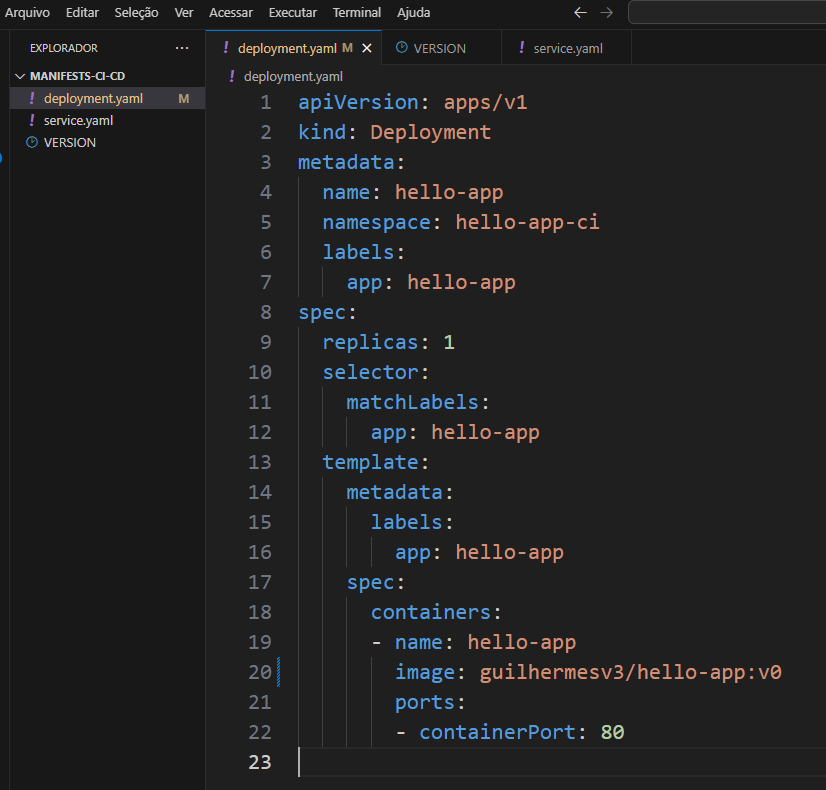 Arquivo Editar Seleção Ver Acessar Executar Terminal Ajuda
EXPLORADOR
MANIFESTS-CI-CD
! deployment.yaml M
! service.yaml
VERSION
! deployment.yaml M
VERSION
! service.yaml
! deployment.yaml
1 apiVersion: apps/v1
2 kind: Deployment
3 metadata:
4   name: hello-app
5   namespace: hello-app-ci
6   labels:
7     app: hello-app
8 spec:
9   replicas: 1
10   selector:
11     matchLabels:
12       app: hello-app
13   template:
14     metadata:
15       labels:
16         app: hello-app
17     spec:
18       containers:
19       - name: hello-app
20         image: guilhermesv3/hello-app:v0
21         ports:
22         - containerPort: 80
23